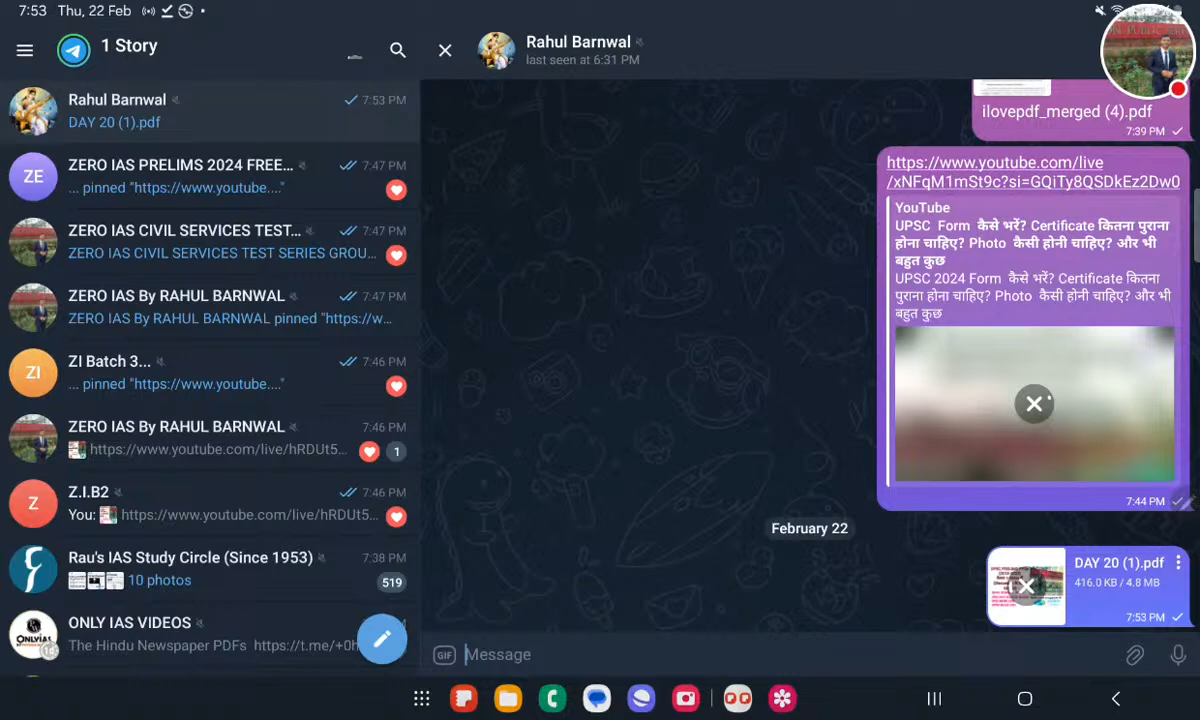 7:53 Thu, 22 Feb
1 Story
Rahul Barnwal
7:53 PM
DAY 20 (1).pdf
ZE
ZERO IAS PRELIMS 2024 FREE...
7:47 PM
... pinned "https://www.youtube...."
ZERO IAS CIVIL SERVICES TEST...
7:47 PM
ZERO IAS CIVIL SERVICES TEST SERIES GROU...
ZERO IAS By RAHUL BARNWAL
7:47 PM
ZERO IAS By RAHUL BARNWAL pinned "https://w...
ZI
ZI Batch 3...
7:46 PM
... pinned "https://www.youtube...."
ZERO IAS By RAHUL BARNWAL
7:46 PM
https://www.youtube.com/live/hRDUt5...
1
Z
Z.I.B2
7:46 PM
You: https://www.youtube.com/live/hRDUt5...
Rau's IAS Study Circle (Since 1953)
7:38 PM
10 photos
519
ONLY IAS VIDEOS
The Hindu Newspaper PDFs https://t.me/+0h
Rahul Barnwal
last seen at 6:31 PM
ilovepdf_merged (4).pdf
7:39 PM
https://www.youtube.com/live
/xNFqM1mSt9c?si=GQiTy8QSDkEz2Dw0
YouTube
UPSC Form कैसे भरें? Certificate कितना पुराना
होना चाहिए? Photo कैसी होनी चाहिए? और भी
बहुत कुछ
UPSC 2024 Form कैसे भरें? Certificate कितना
पुराना होना चाहिए? Photo कैसी होनी चाहिए? और भी
बहुत कुछ
7:44 PM
February 22
DAY 20 (1).pdf
416.0 KB / 4.8 MB
7:53 PM
GIF
Message